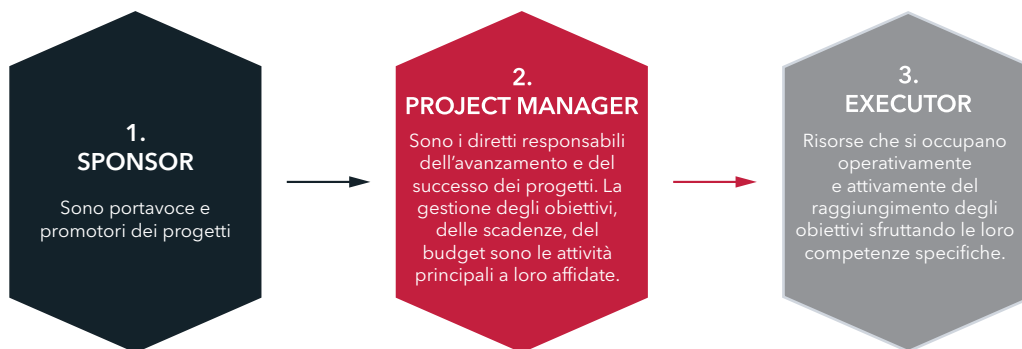 1.
SPONSOR
Sono portavoce e
promotori dei progetti
2.
PROJECT MANAGER
Sono i diretti responsabili
dell'avanzamento e del
successo dei progetti. La
gestione degli obiettivi,
delle scadenze, del
budget sono le attività
principali a loro affidate.
3.
EXECUTOR
Risorse che si occupano
operativamente
e attivamente del
raggiungimento degli
obiettivi sfruttando le loro
competenze specifiche.